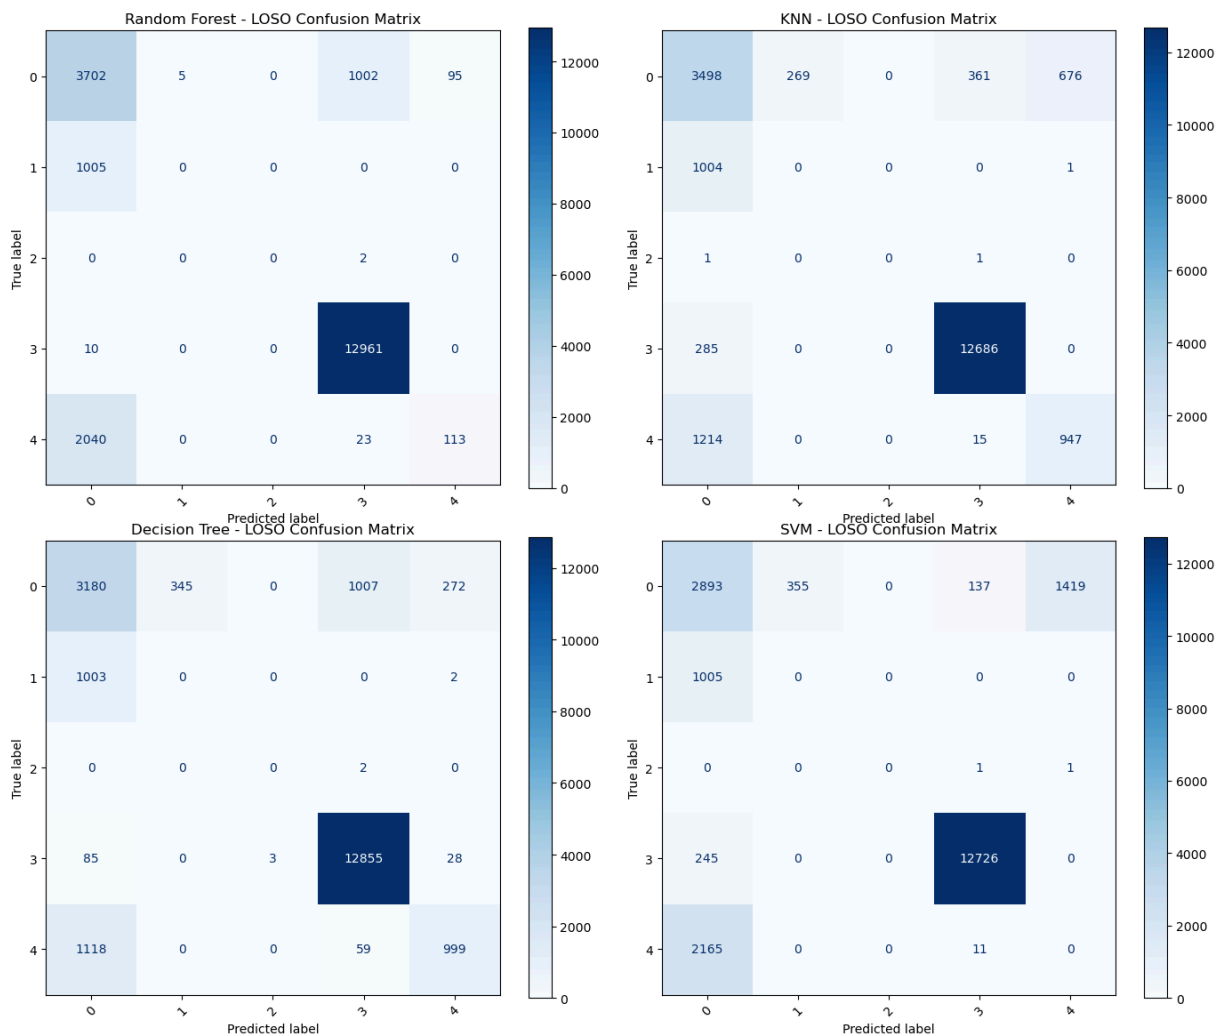 Random Forest - LOSO Confusion Matrix
0 3702 5 0 1002 95
1 1005 0 0 0 0
2 0 0 0 2 0
3 10 0 0 12961 0
4 2040 0 0 23 113
0 1 2 3 4
True label
Predicted label
12000
10000
8000
6000
4000
2000
0
KNN - LOSO Confusion Matrix
0 3498 269 0 361 676
1 1004 0 0 0 1
2 1 0 0 1 0
3 285 0 0 12686 0
4 1214 0 0 15 947
0 1 2 3 4
True label
Predicted label
12000
10000
8000
6000
4000
2000
0
Decision Tree - LOSO Confusion Matrix
0 3180 345 0 1007 272
1 1003 0 0 0 2
2 0 0 0 2 0
3 85 0 3 12855 28
4 1118 0 0 59 999
0 1 2 3 4
True label
Predicted label
12000
10000
8000
6000
4000
2000
0
SVM - LOSO Confusion Matrix
0 2893 355 0 137 1419
1 1005 0 0 0 0
2 0 0 0 1 1
3 245 0 0 12726 0
4 2165 0 0 11 0
0 1 2 3 4
True label
Predicted label
12000
10000
8000
6000
4000
2000
0